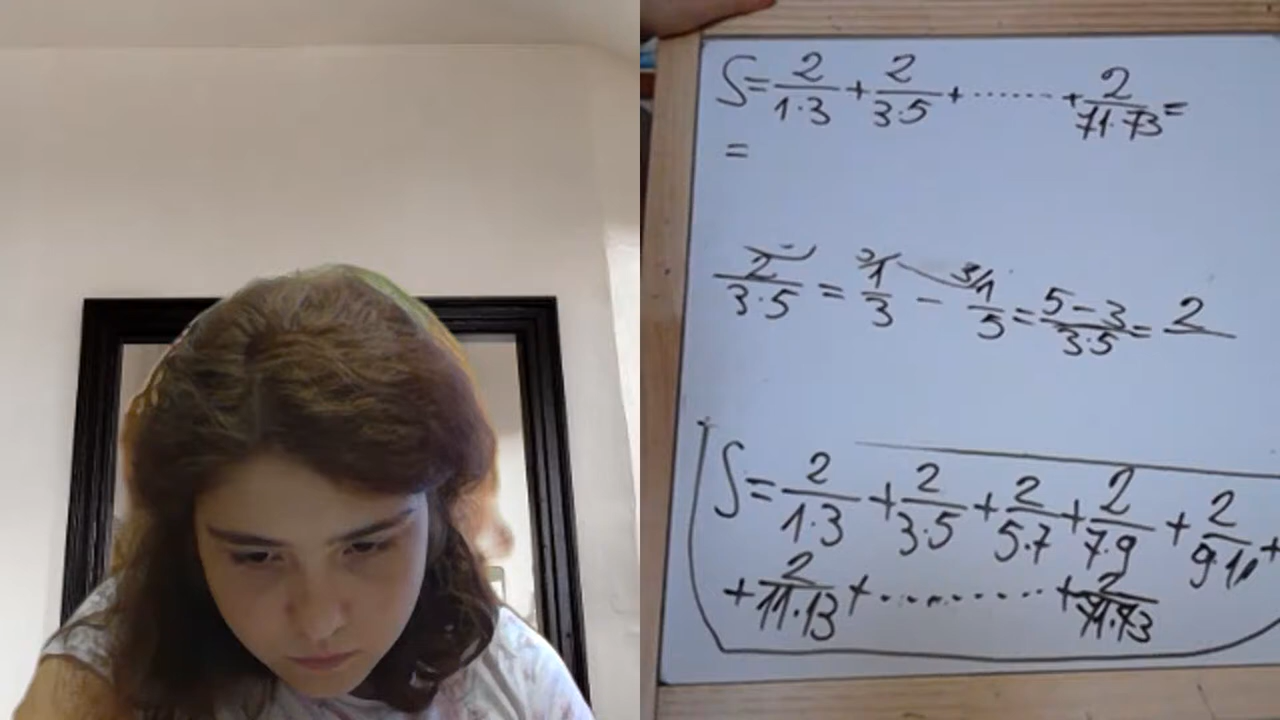 S = 2/(1·3) + 2/(3·5) + ······ + 2/(71·73) =
=
2/(3·5) = 5/1/3 − 3/1/5 = (5−3)/(3·5) = 2/
S = 2/(1·3) + 2/(3·5) + 2/(5·7) + 2/(7·9) + 2/(9·11) +
+ 2/(11·13) + ········· + 2/(71·73)